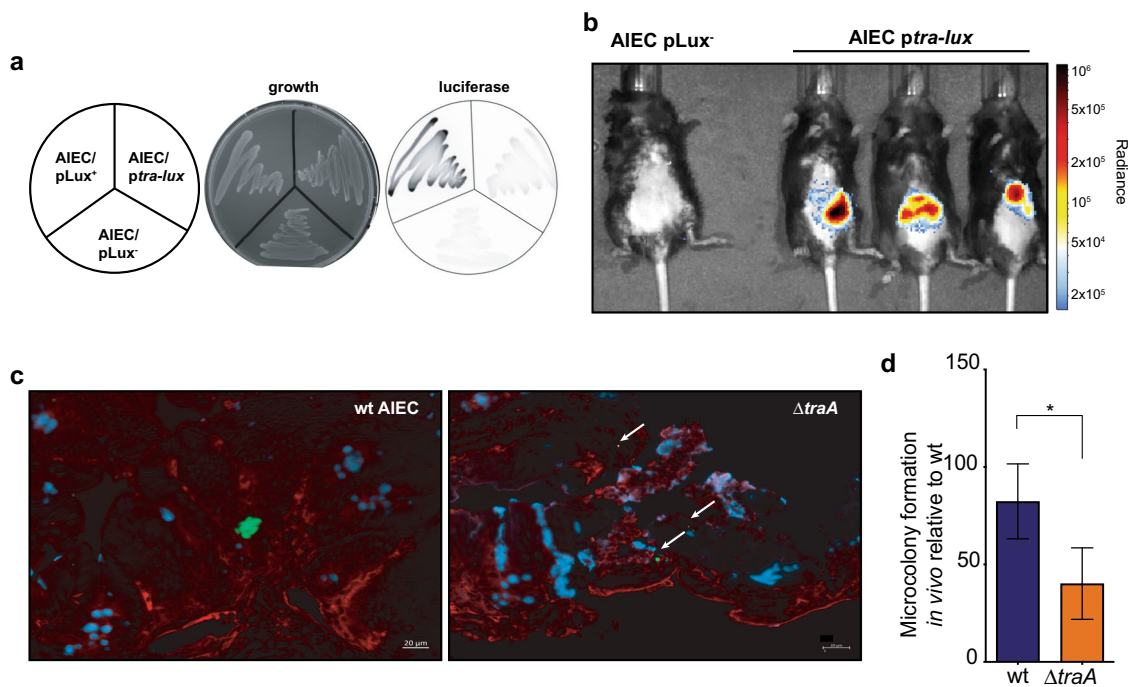 a
growth
luciferase
AIEC/
pLux⁺
AIEC/
ptra-lux
AIEC/
pLux⁻
b
AIEC pLux⁻
AIEC ptra-lux
10⁶
5x10⁵
2x10⁵
10⁵
5x10⁴
2x10⁵
Radiance
c
wt AIEC
20 µm
ΔtraA
d
150
100
50
0
Microcolony formation
in vivo relative to wt
*
wt
ΔtraA